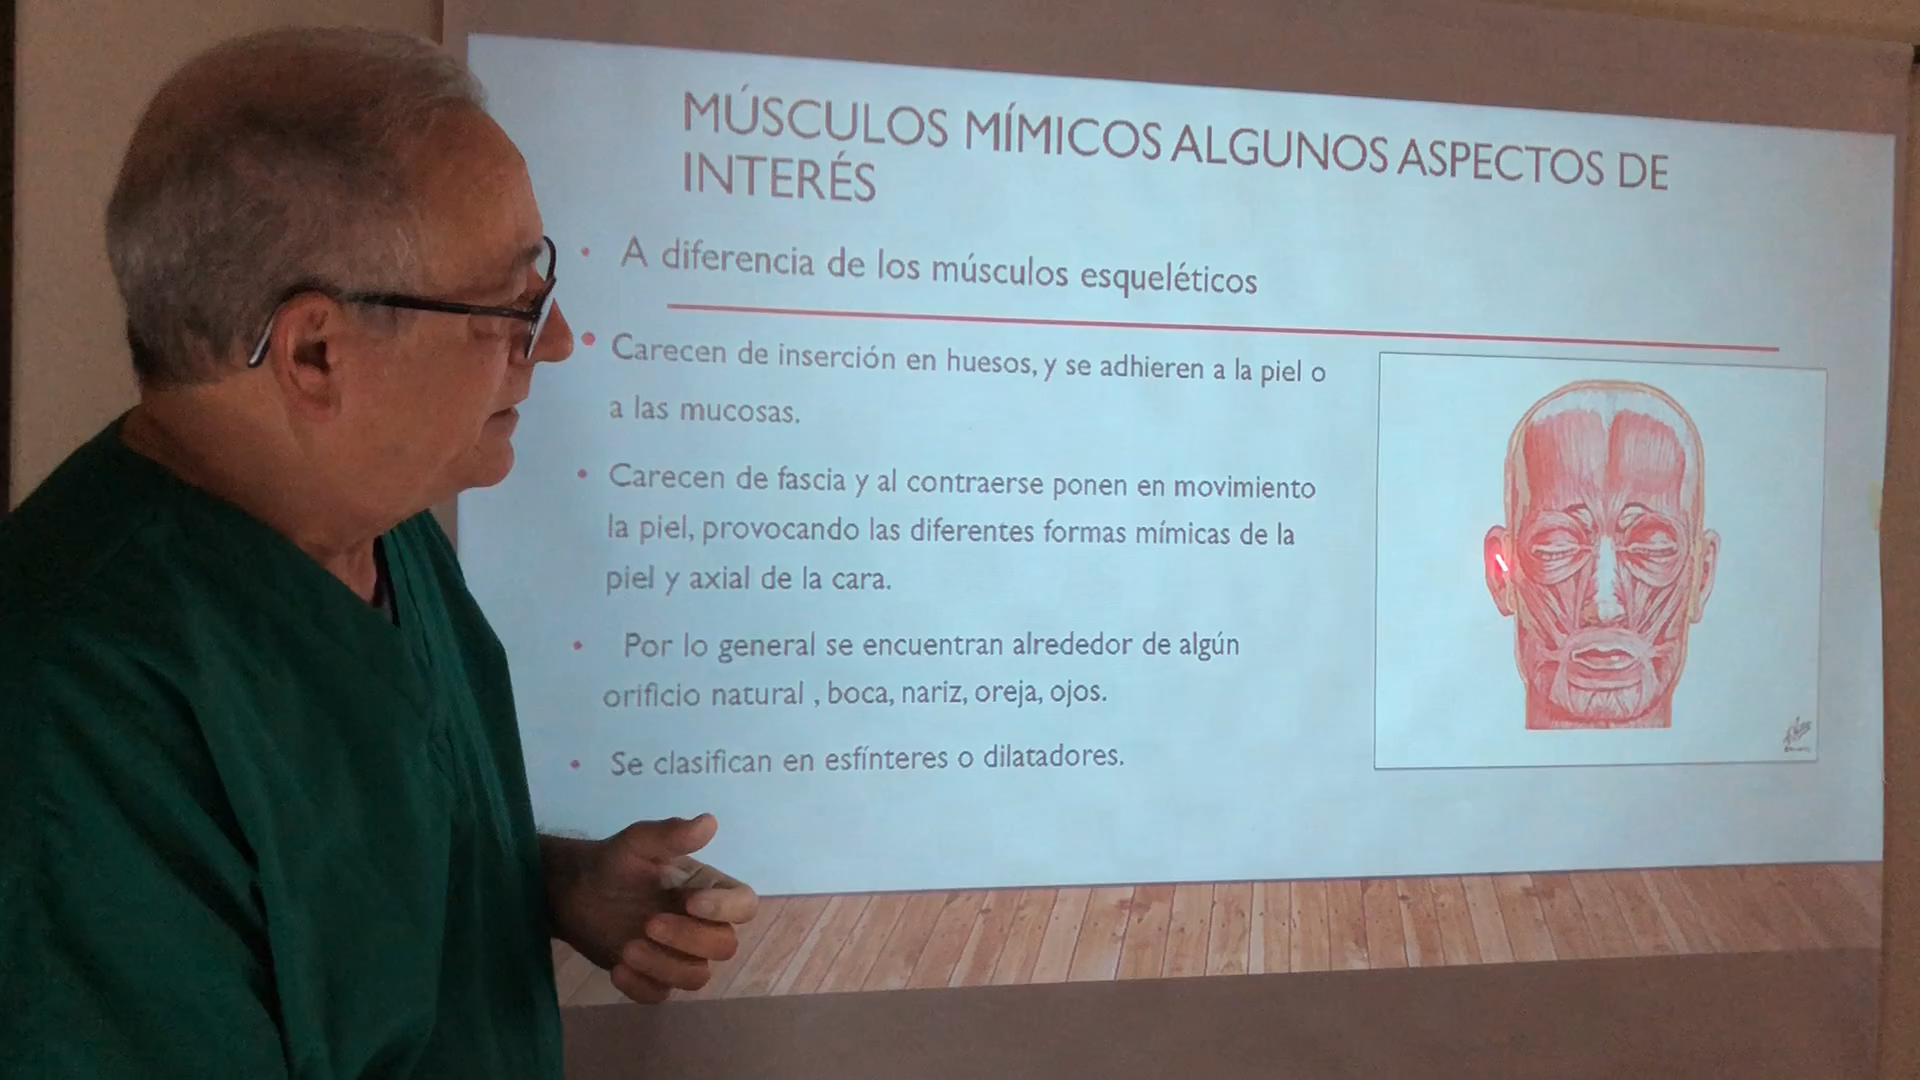 MÚSCULOS MÍMICOS ALGUNOS ASPECTOS DE
INTERÉS
• A diferencia de los músculos esqueléticos
• Carecen de inserción en huesos, y se adhieren a la piel o
a las mucosas.
• Carecen de fascia y al contraerse ponen en movimiento
la piel, provocando las diferentes formas mímicas de la
piel y axial de la cara.
• Por lo general se encuentran alrededor de algún
orificio natural , boca, nariz, oreja, ojos.
• Se clasifican en esfínteres o dilatadores.